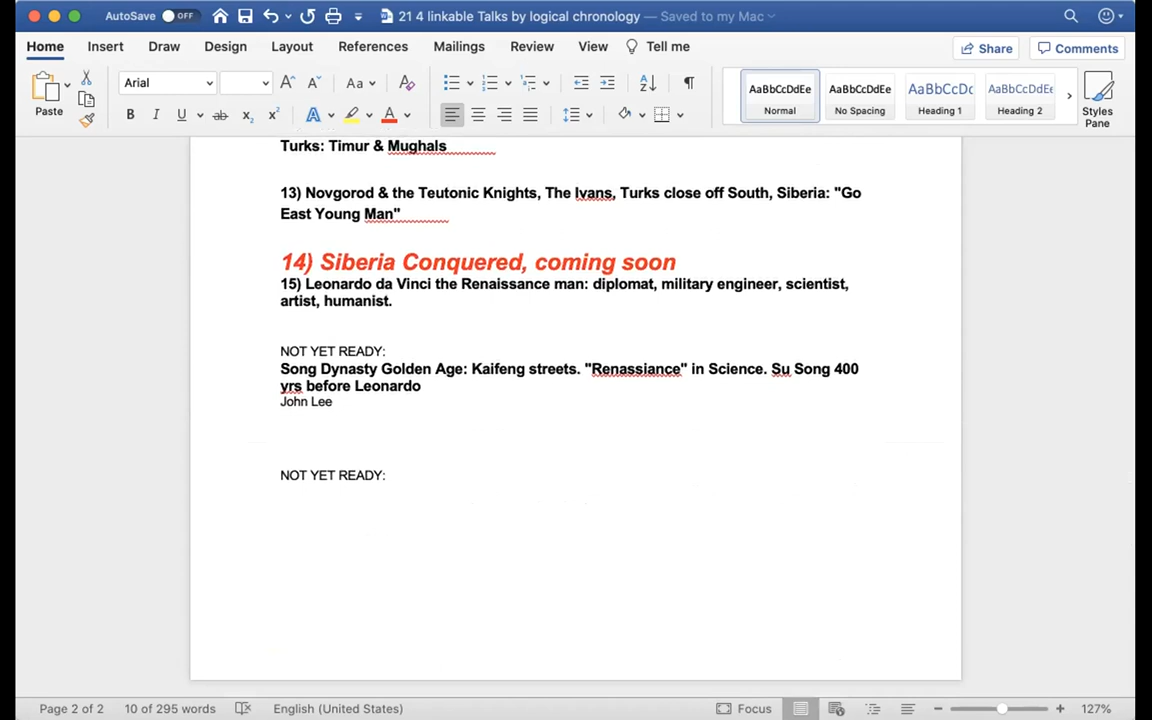 AutoSave OFF 21 4 linkable Talks by logical chronology — Saved to my Mac
Home Insert Draw Design Layout References Mailings Review View Tell me Share Comments
Paste Arial Aa AaBbCcDdEe Normal AaBbCcDdEe No Spacing AaBbCcDc Heading 1 AaBbCcDdEe Heading 2 Styles Pane
B I U ab x₂ x² A A
Turks: Timur & Mughals
13) Novgorod & the Teutonic Knights, The Ivans, Turks close off South, Siberia: "Go
East Young Man"
14) Siberia Conquered, coming soon
15) Leonardo da Vinci the Renaissance man: diplomat, military engineer, scientist,
artist, humanist.
NOT YET READY:
Song Dynasty Golden Age: Kaifeng streets. "Renassiance" in Science. Su Song 400
yrs before Leonardo
John Lee
NOT YET READY:
Page 2 of 2 10 of 295 words English (United States) Focus 127%